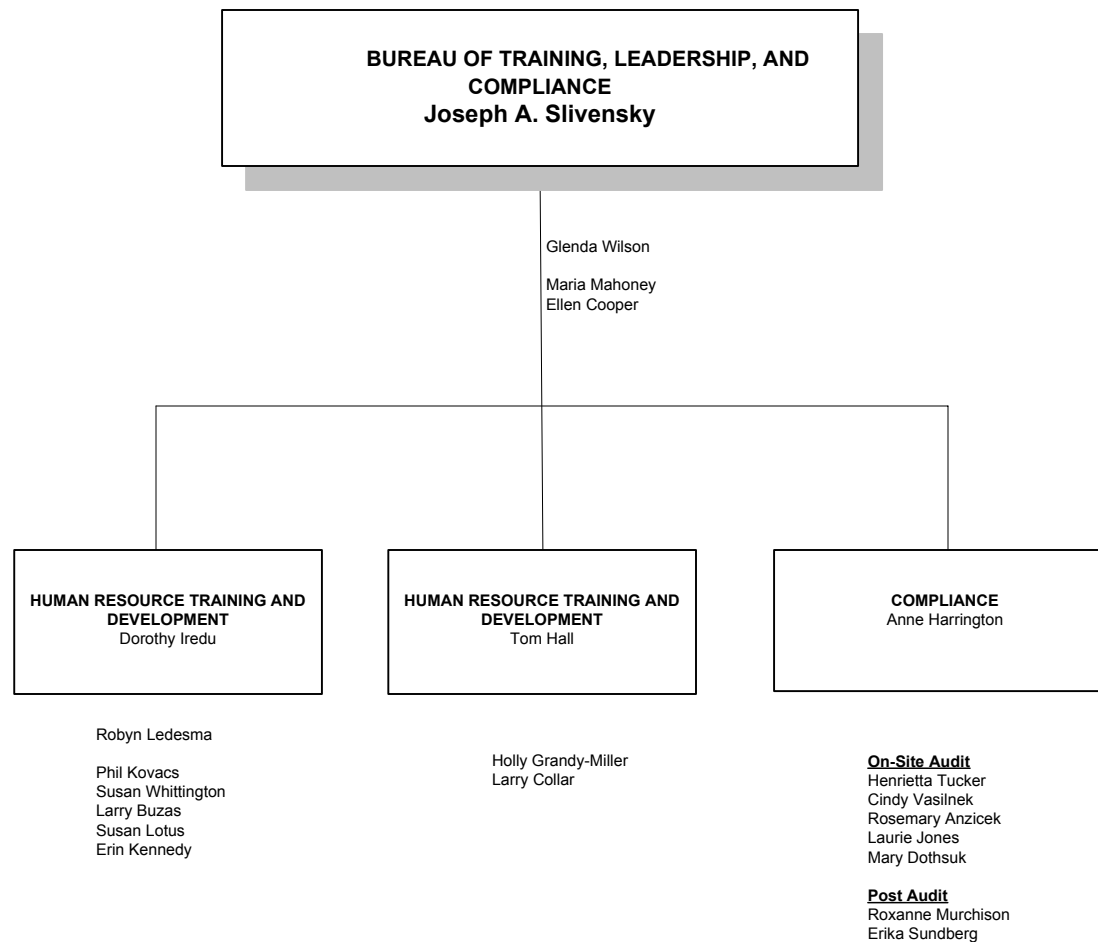 BUREAU OF TRAINING, LEADERSHIP, AND
COMPLIANCE
Joseph A. Slivensky
Glenda Wilson
Maria Mahoney
Ellen Cooper
HUMAN RESOURCE TRAINING AND
DEVELOPMENT
Dorothy Iredu
Robyn Ledesma
Phil Kovacs
Susan Whittington
Larry Buzas
Susan Lotus
Erin Kennedy
HUMAN RESOURCE TRAINING AND
DEVELOPMENT
Tom Hall
Holly Grandy-Miller
Larry Collar
COMPLIANCE
Anne Harrington
On-Site Audit
Henrietta Tucker
Cindy Vasilnek
Rosemary Anzicek
Laurie Jones
Mary Dothsuk
Post Audit
Roxanne Murchison
Erika Sundberg